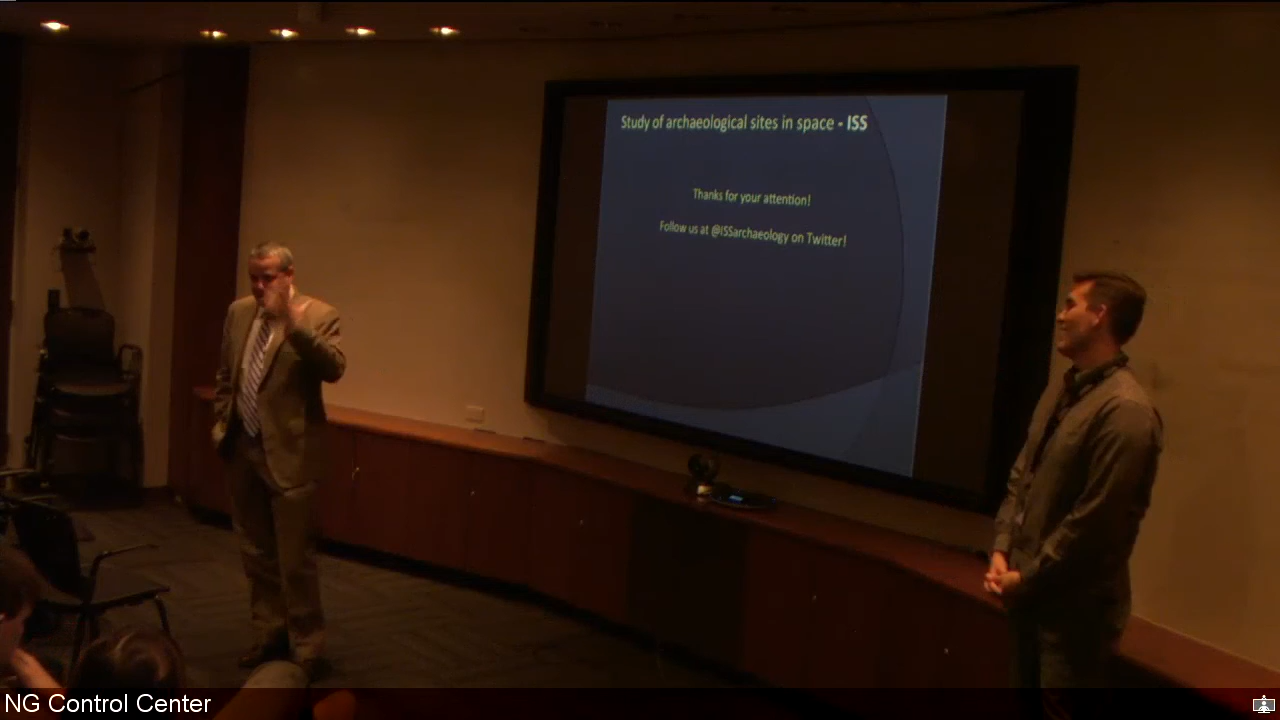 Study of archaeological sites in space - ISS
Thanks for your attention!
Follow us at @ISSarchaeology on Twitter!
NG Control Center